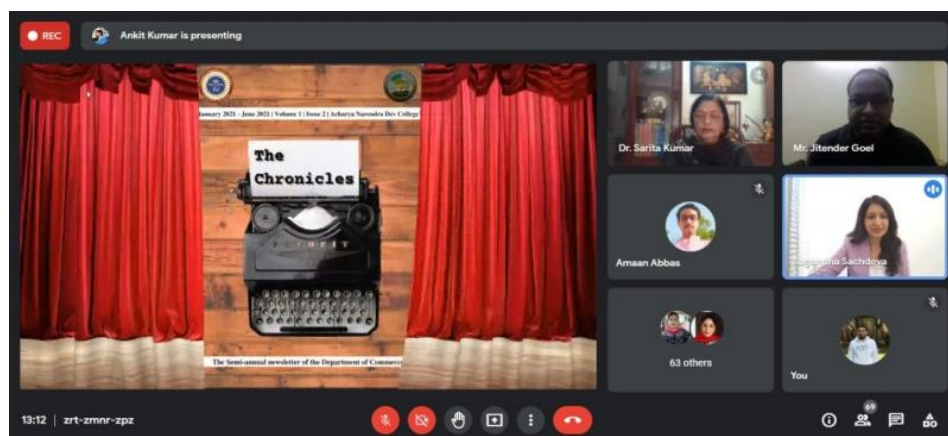 REC
Ankit Kumar is presenting
January 2021 - June 2021 | Volume 1 | Issue 2 | Acharya Narendra Dev College
The
Chronicles
The Semi-annual newsletter of the Department of Commerce
Dr. Sarita Kumar
Mr. Jitender Goel
Amaan Abbas
Sachdeva
63 others
You
13:12 | zrt-zmnr-zpz
69